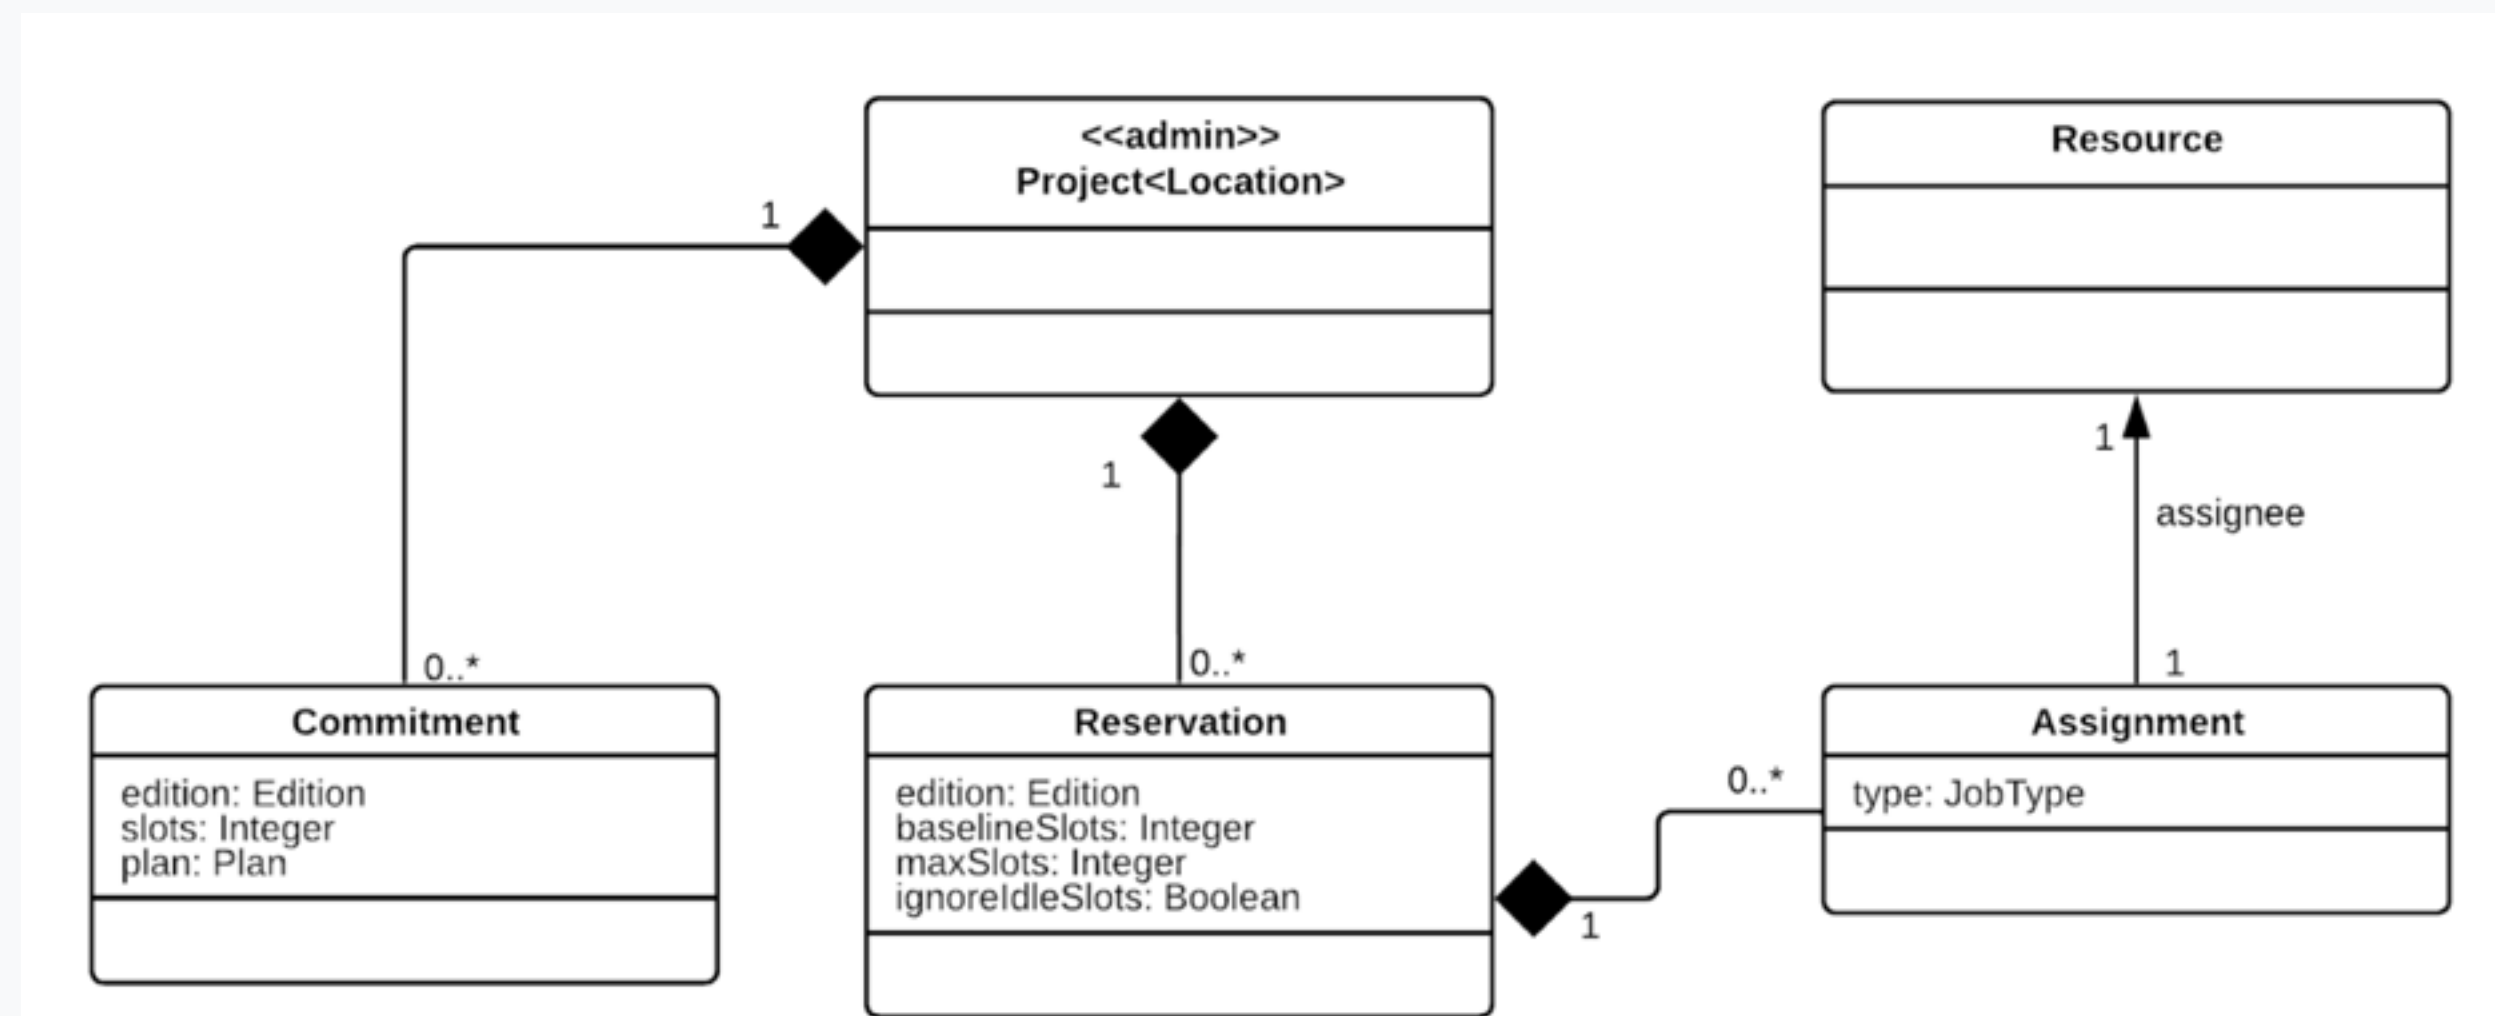 <<admin>>
Project<Location>
Resource
1
1
1
assignee
0..*
0..*
1
Commitment
edition: Edition
slots: Integer
plan: Plan
Reservation
edition: Edition
baselineSlots: Integer
maxSlots: Integer
ignoreIdleSlots: Boolean
1
0..*
Assignment
type: JobType